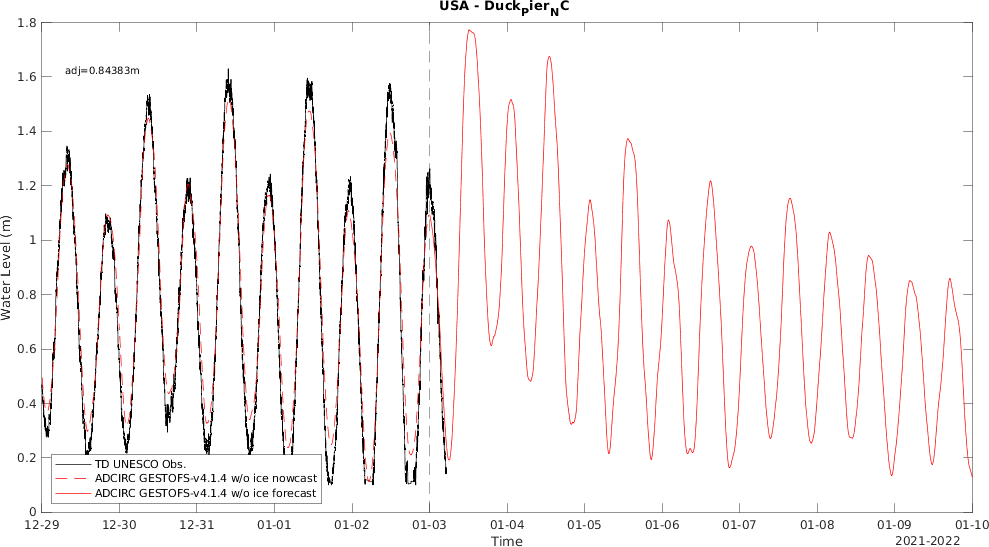 USA - Duck_Pier_NC
adj=0.84383m
1.8
1.6
1.4
1.2
1
0.8
0.6
0.4
0.2
0
Water Level (m)
TD UNESCO Obs.
ADCIRC GESTOFS-v4.1.4 w/o ice nowcast
ADCIRC GESTOFS-v4.1.4 w/o ice forecast
12-29 12-30 12-31 01-01 01-02 01-03 01-04 01-05 01-06 01-07 01-08 01-09 01-10
Time
2021-2022